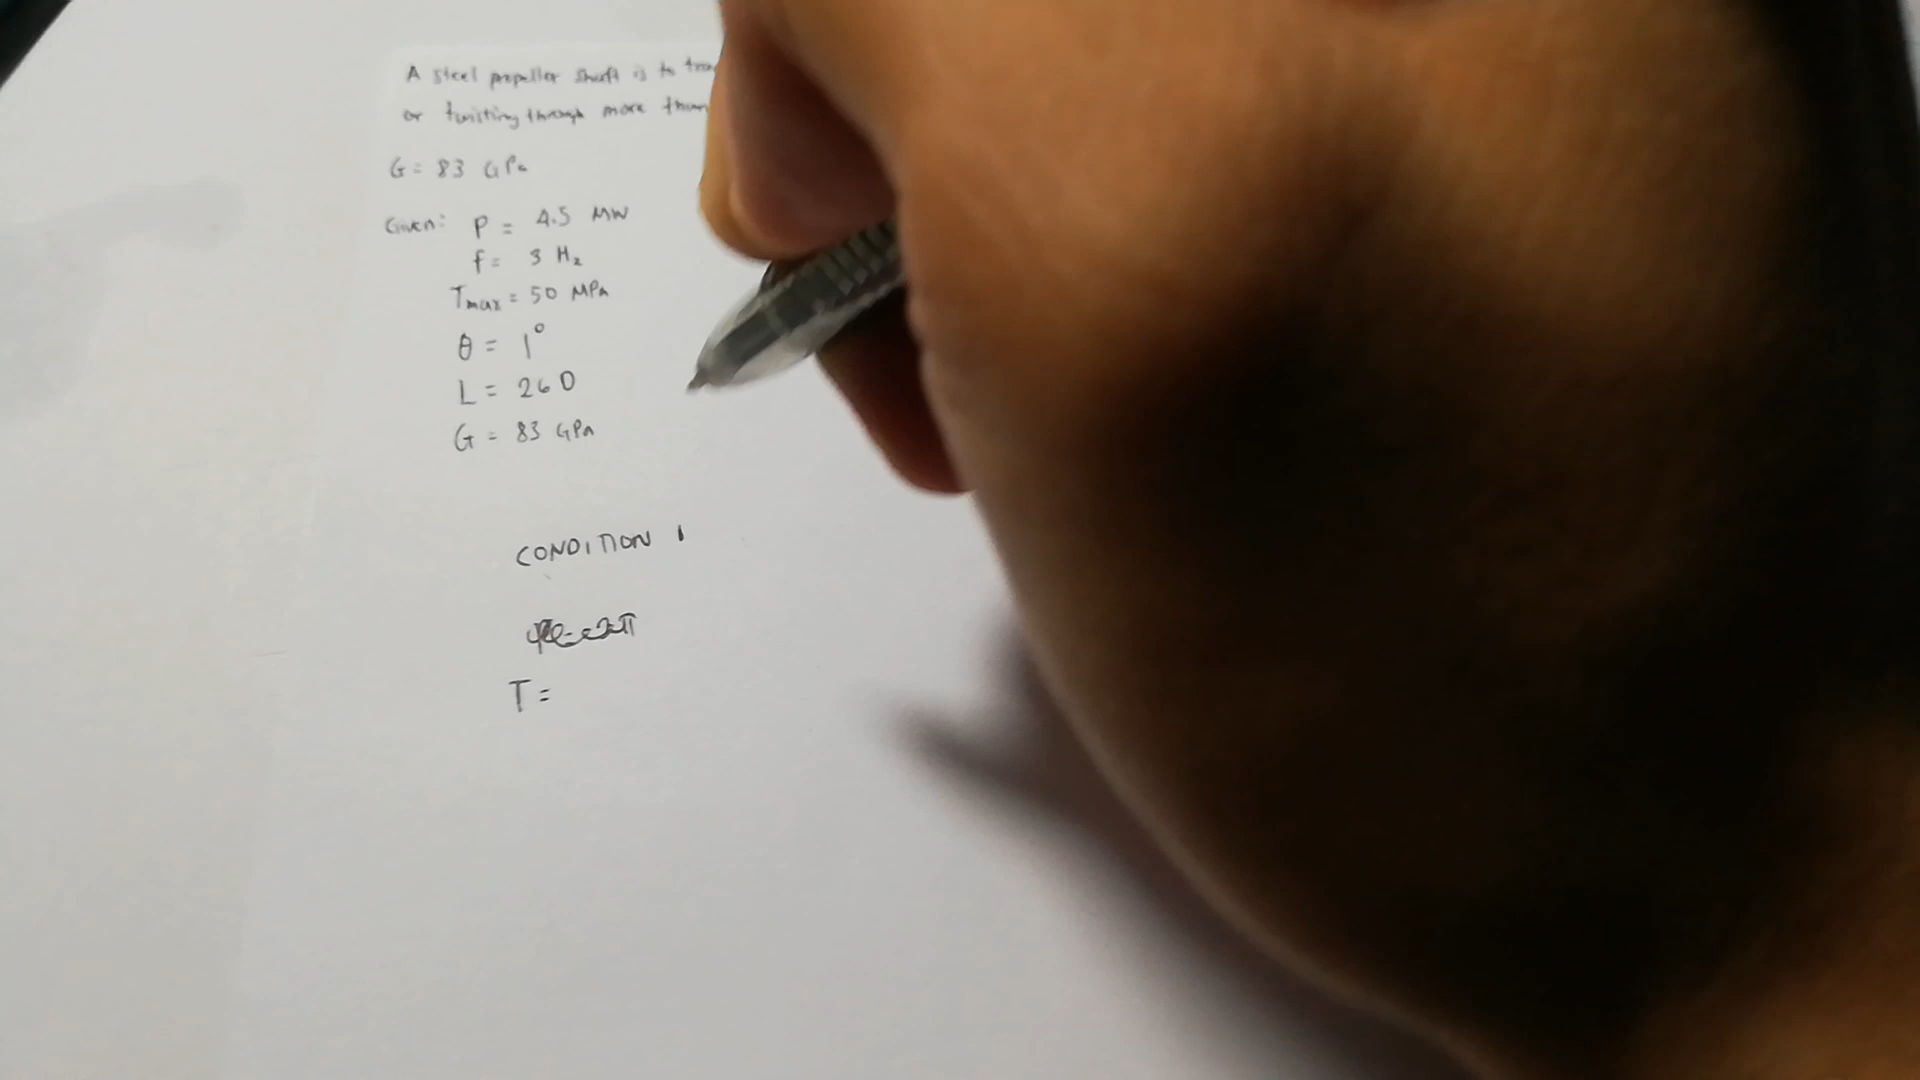 A steel propeller shaft is to
or twisting through more than
G = 83 GPa
Given: P = 4.5 MW
f = 3 Hz
Tmax = 50 MPa
θ = 1°
L = 26 D
G = 83 GPa
CONDITION 1
T =